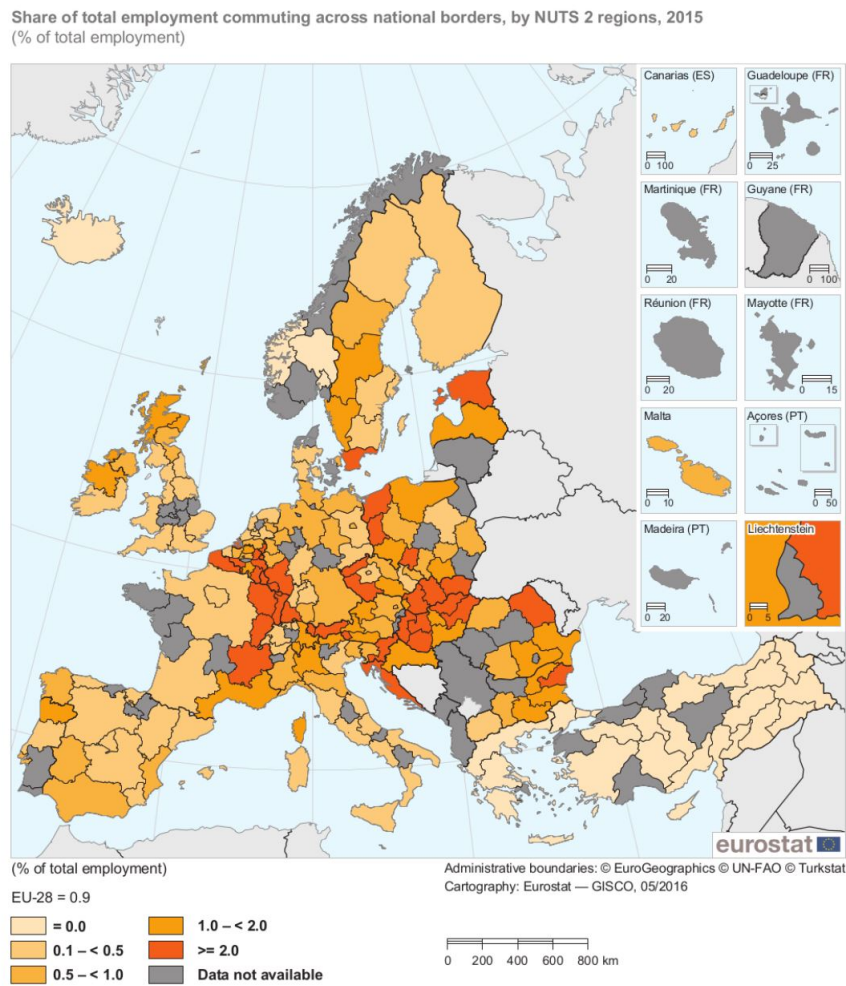 Share of total employment commuting across national borders, by NUTS 2 regions, 2015
(% of total employment)
Canarias (ES)
0 100
Guadeloupe (FR)
0 25
Martinique (FR)
0 20
Guyane (FR)
0 100
Réunion (FR)
0 20
Mayotte (FR)
0 15
Malta
0 10
Açores (PT)
0 50
Madeira (PT)
0 20
Liechtenstein
0 5
eurostat
(% of total employment)
Administrative boundaries: © EuroGeographics © UN-FAO © Turkstat
Cartography: Eurostat — GISCO, 05/2016
EU-28 = 0.9
= 0.0
0.1 – < 0.5
0.5 – < 1.0
1.0 – < 2.0
>= 2.0
Data not available
0 200 400 600 800 km